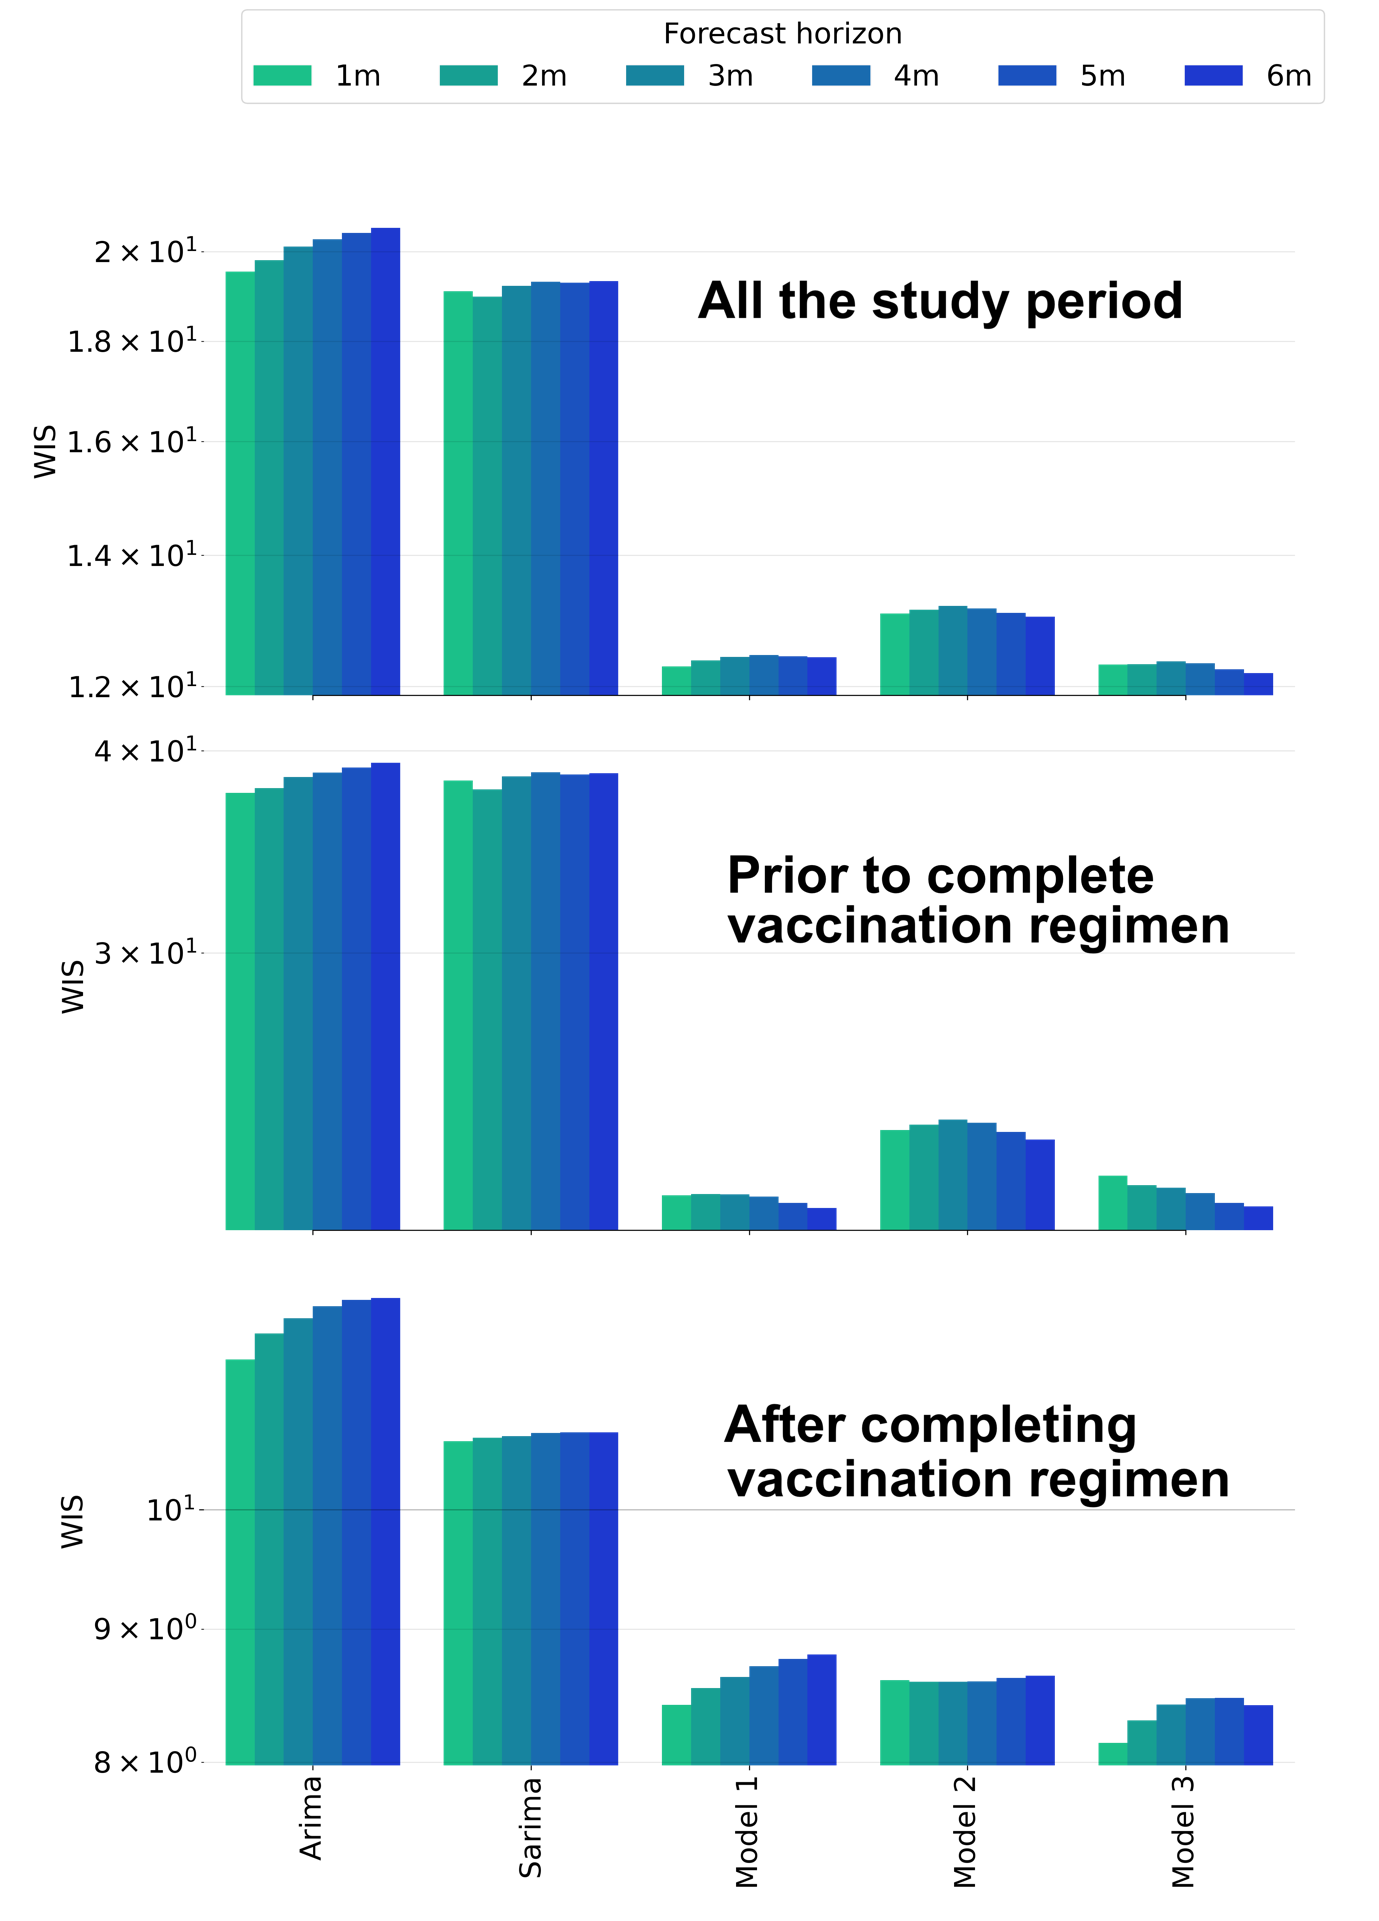 Forecast horizon
1m 2m 3m 4m 5m 6m
2 × 10¹
1.8 × 10¹
1.6 × 10¹
1.4 × 10¹
1.2 × 10¹
WIS
All the study period
4 × 10¹
3 × 10¹
WIS
Prior to complete
vaccination regimen
10¹
9 × 10⁰
8 × 10⁰
WIS
After completing
vaccination regimen
Arima
Sarima
Model 1
Model 2
Model 3